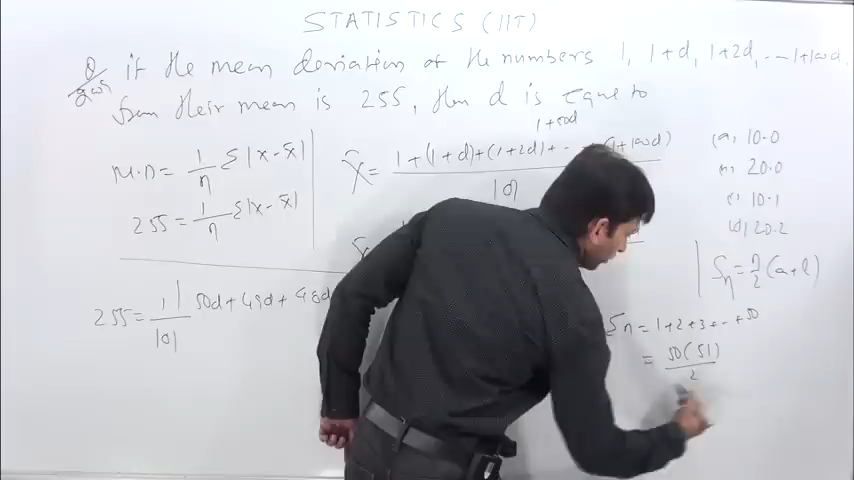 STATISTICS (IIT)
Q if the mean deviation of the numbers 1, 1+d, 1+2d, --- 1+100d,
from their mean is 255, then d is eque to
1+50d
M.D = 1/n Σ|x-x̄|
X̄ = 1+(1+d)+(1+2d)+ -- (1+100d) / 101
255 = 1/n Σ|x-x̄|
(a) 10.0
20.0
(c) 10.1
(d) 20.2
Sn = n/2 (a+l)
255 = 1/101 | 50d+49d+48d
Σn = 1+2+3+--+50
= 50(51)/2